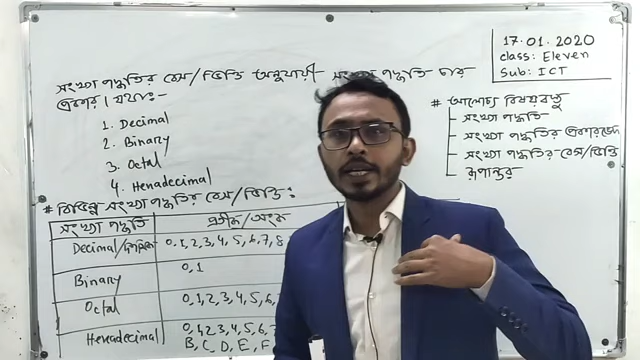 17.01.2020
class: Eleven
Sub: ICT
সংখ্যা পদ্ধতির বেস/ভিত্তি অনুযায়ী সংখ্যা পদ্ধতি চার
প্রকার। যথাঃ-
1. Decimal
2. Binary
3. Octal
4. Hexadecimal
# আলোচ্য বিষয়বস্তু
সংখ্যা পদ্ধতি
সংখ্যা পদ্ধতির প্রকারভেদ
সংখ্যা পদ্ধতির বেস/ভিত্তি
রূপান্তর
# বিভিন্ন সংখ্যা পদ্ধতির বেস/ভিত্তি:
সংখ্যা পদ্ধতি প্রতীক/অংক
Decimal/ 0,1,2,3,4,5,6,7,8
Binary 0,1
Octal 0,1,2,3,4,5,6,
Hexadecimal 0,1,2,3,4,5,6,7
B, C, D, E, F